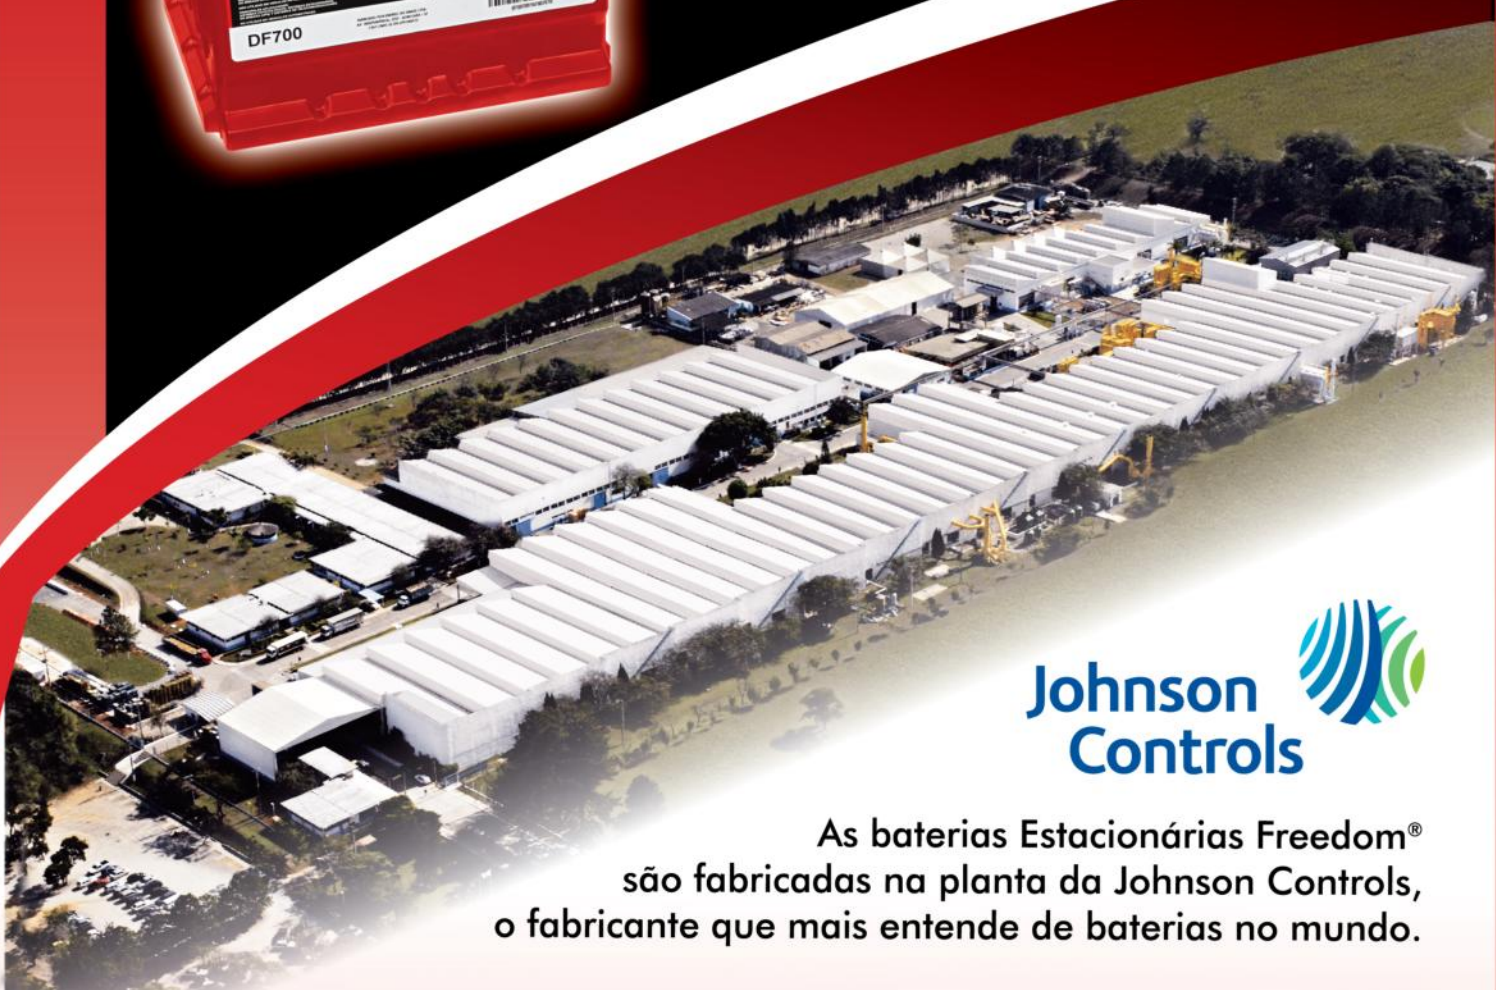 DF700
Johnson
Controls
As baterias Estacionárias Freedom®
são fabricadas na planta da Johnson Controls,
o fabricante que mais entende de baterias no mundo.